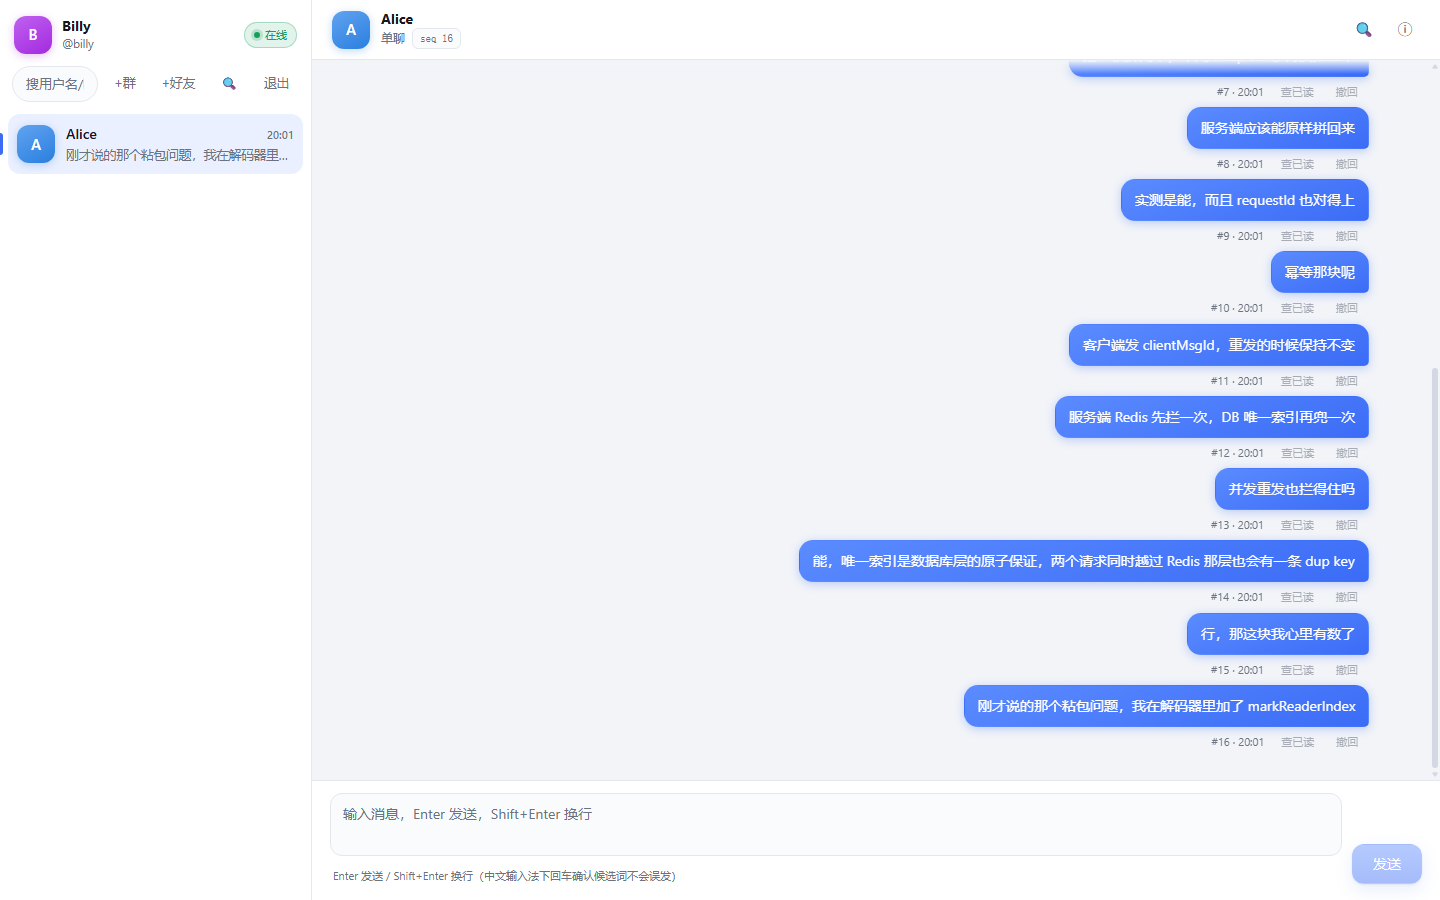 B
Billy
@billy
在线
搜用户名/
+群
+好友
退出
A
Alice
20:01
刚才说的那个粘包问题，我在解码器里...
A
Alice
单聊
seq 16
#7 · 20:01 查已读 撤回
服务端应该能原样拼回来
#8 · 20:01 查已读 撤回
实测是能，而且 requestId 也对得上
#9 · 20:01 查已读 撤回
幂等那块呢
#10 · 20:01 查已读 撤回
客户端发 clientMsgId，重发的时候保持不变
#11 · 20:01 查已读 撤回
服务端 Redis 先拦一次，DB 唯一索引再兜一次
#12 · 20:01 查已读 撤回
并发重发也拦得住吗
#13 · 20:01 查已读 撤回
能，唯一索引是数据库层的原子保证，两个请求同时越过 Redis 那层也会有一条 dup key
#14 · 20:01 查已读 撤回
行，那这块我心里有数了
#15 · 20:01 查已读 撤回
刚才说的那个粘包问题，我在解码器里加了 markReaderIndex
#16 · 20:01 查已读 撤回
输入消息，Enter 发送，Shift+Enter 换行
Enter 发送 / Shift+Enter 换行（中文输入法下回车确认候选词不会误发）
发送